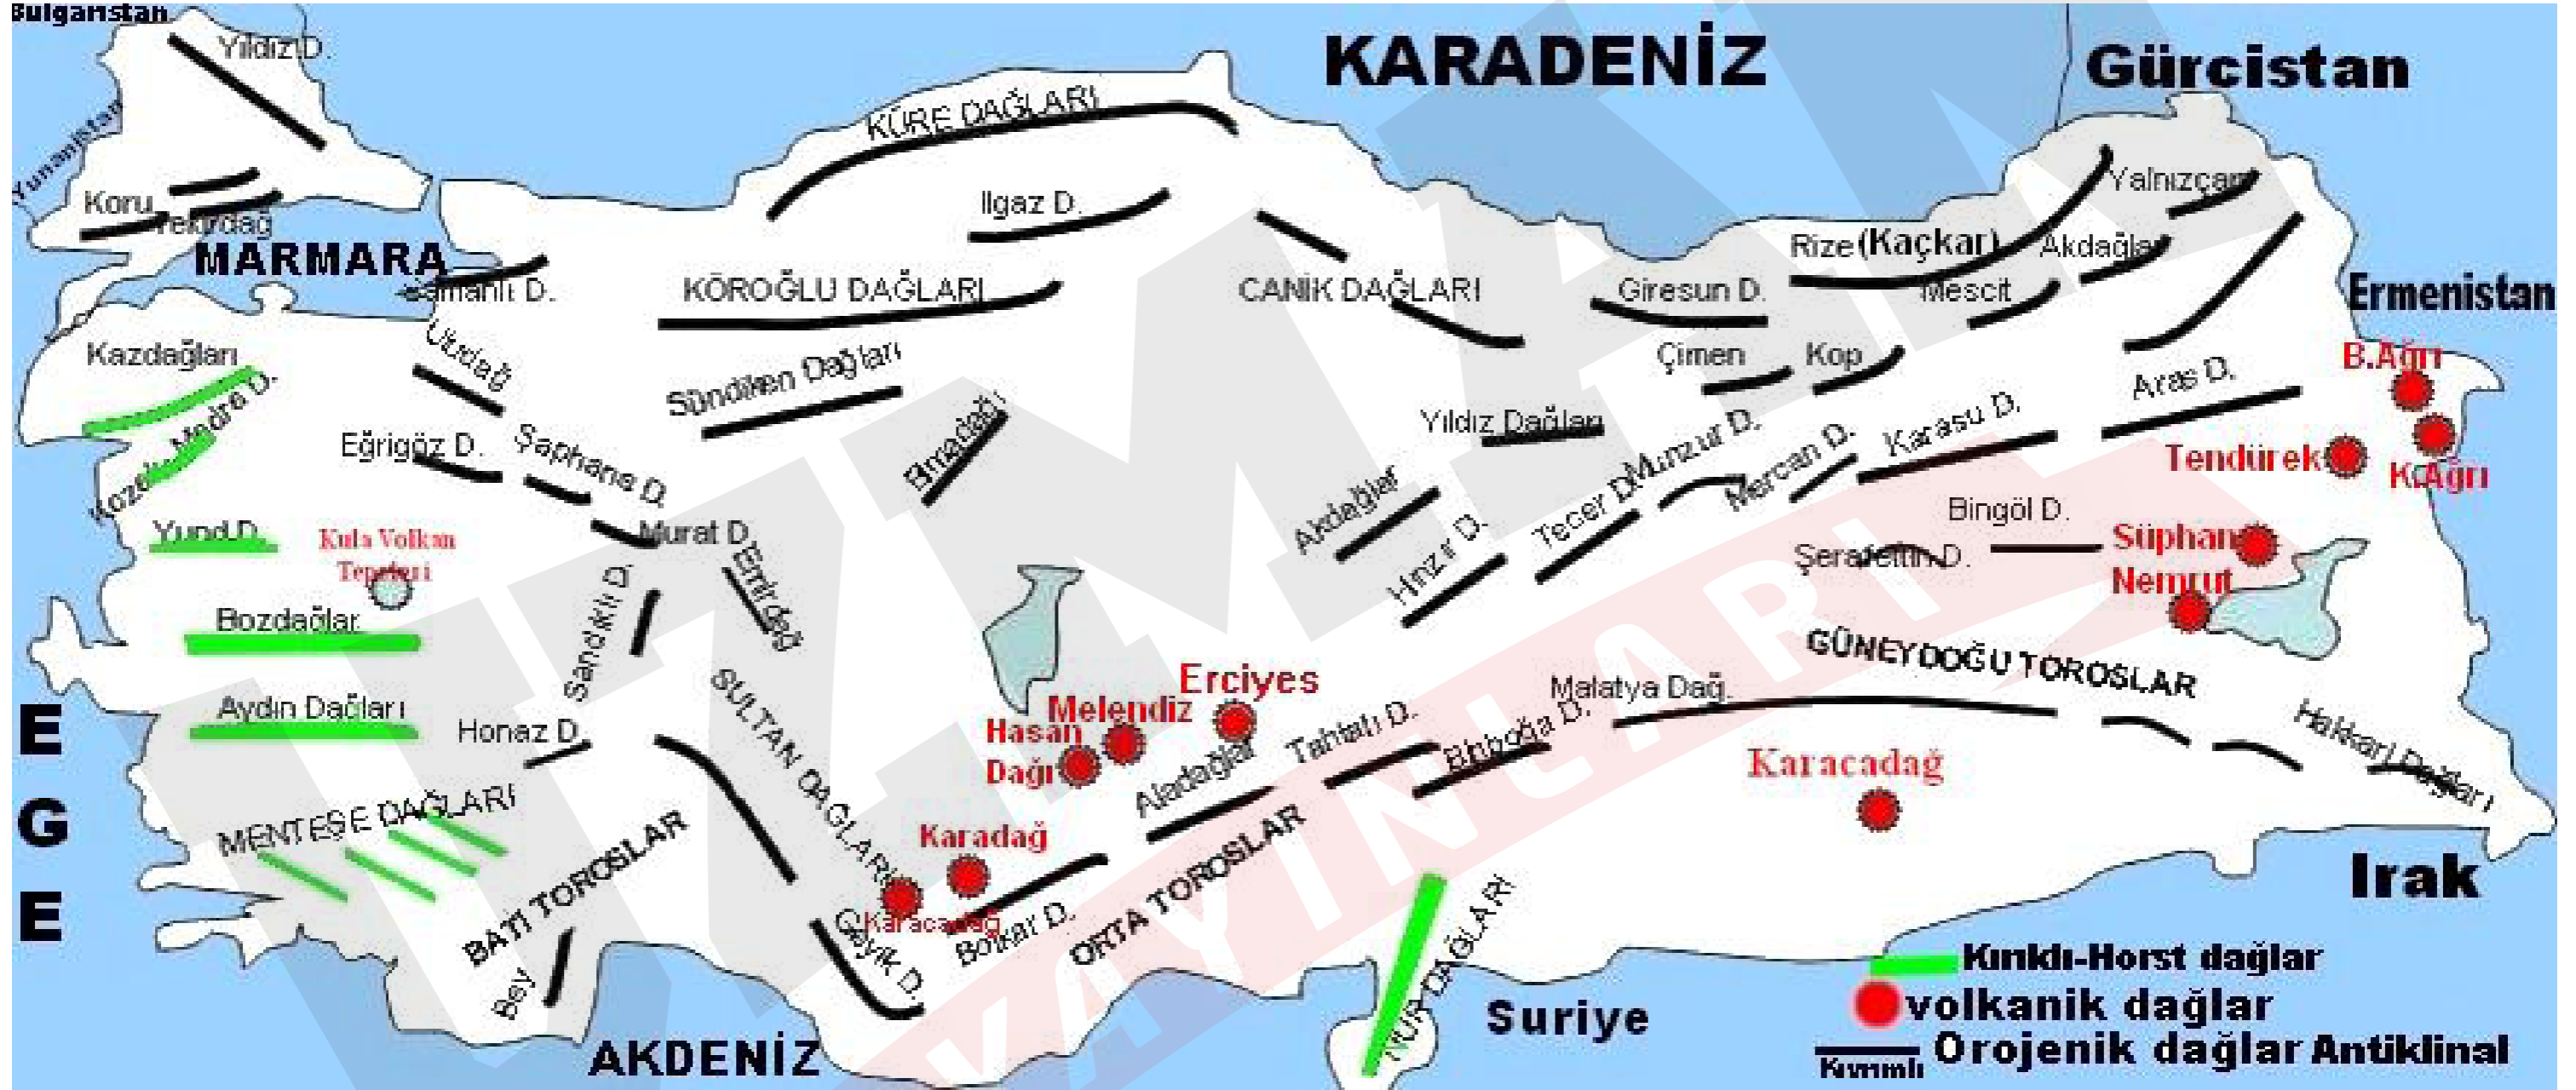 Bulgaristan
Yıldız D.
KARADENİZ
Gürcistan
Yunanistan
KÜRE DAĞLARI
Koru
Tekirdağ
MARMARA
Ilgaz D.
Yalnızçam
Rize (Kaçkar)
Akdağlar
Samanlı D.
KÖROĞLU DAĞLARI
CANİK DAĞLARI
Giresun D.
Mescit
Ermenistan
Kazdağları
Uludağ
Sündiken Dağları
Çimen
Kop
B.Ağrı
Aras D.
Madra D.
Kozak
Eğrigöz D.
Şaphane D.
Elmadağı
Yıldız Dağları
Munzur D.
Mercan D.
Karasu D.
Tendürek
K.Ağrı
Yund D.
Kula Volkan
Tepeleri
Murat D.
Emirdağ
Akdağlar
Hınzır D.
Tecer D.
Bingöl D.
Şerafettin D.
Süphan
Nemrut
Bozdağlar
Sandıklı D.
GÜNEYDOĞU TOROSLAR
Aydın Dağları
Honaz D.
SULTAN DAĞLARI
Erciyes
Melendiz
Hasan
Dağı
Aladağlar
Tahtalı D.
Binboğa D.
Malatya Dağ.
Karacadağ
Hakkari Dağları
EGE
MENTEŞE DAĞLARI
BATI TOROSLAR
Karadağ
Karacadağ
Geyik D.
Bolkar D.
ORTA TOROSLAR
NUR DAĞLARI
Bey
AKDENİZ
Suriye
Irak
Kırıklı-Horst dağlar
volkanik dağlar
Orojenik dağlar Antiklinal
Kıvrımlı
YAYINLARI